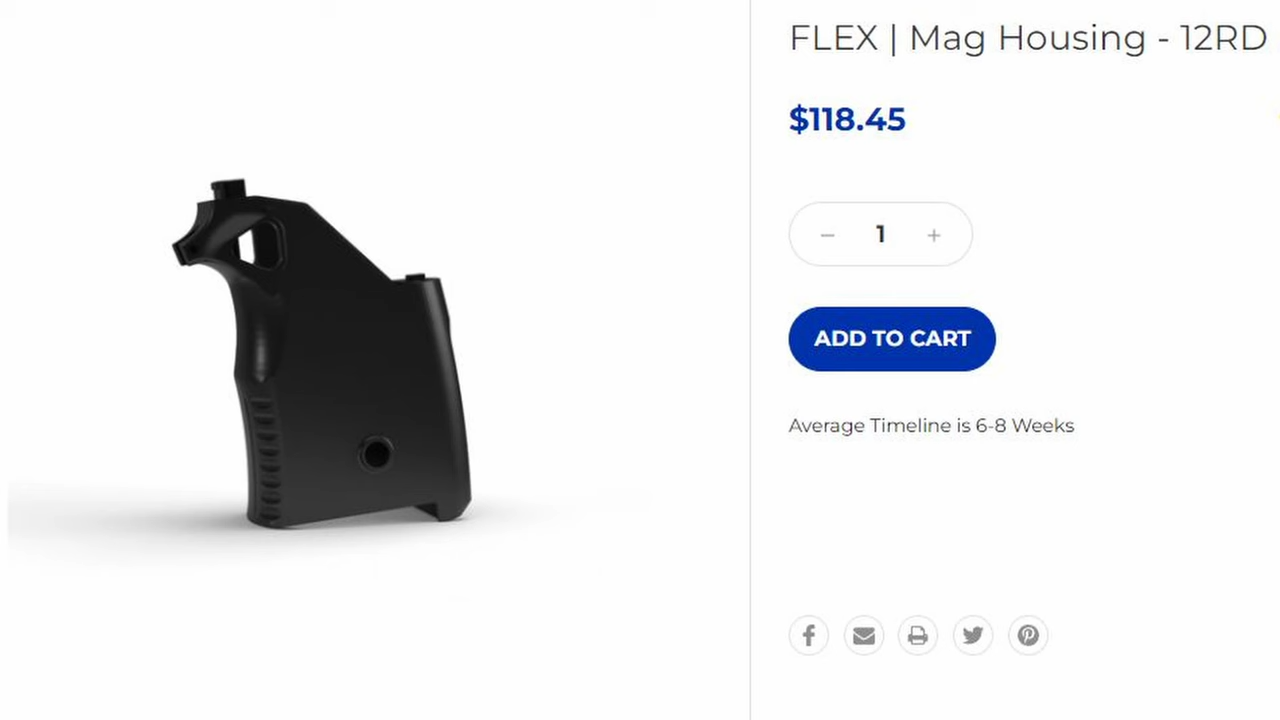 FLEX | Mag Housing - 12RD
$118.45
1
ADD TO CART
Average Timeline is 6-8 Weeks